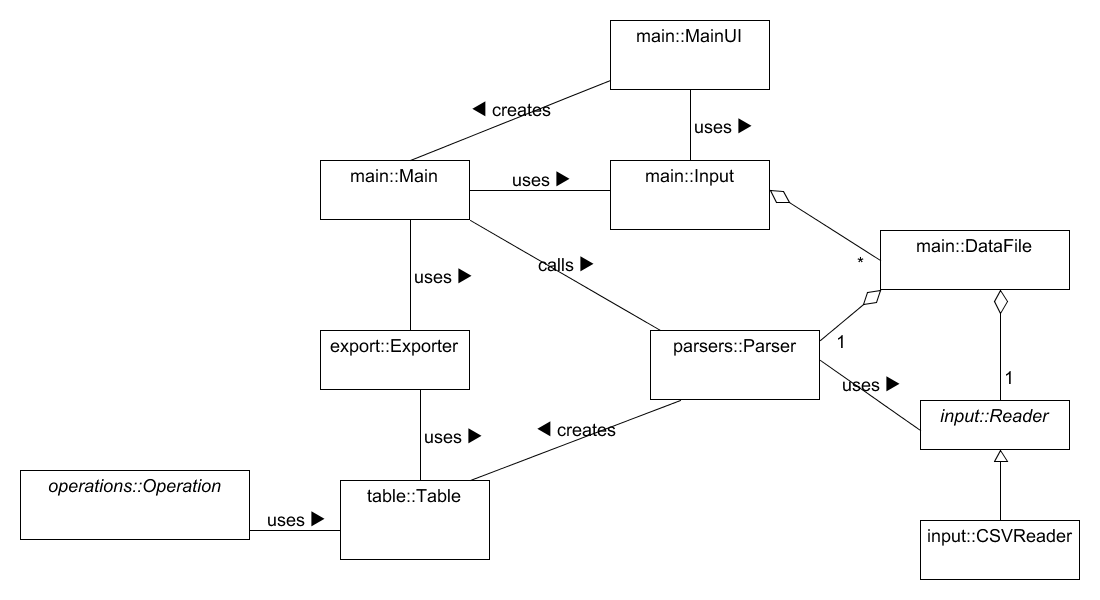 main::MainUI
◀ creates
uses ▶
main::Main
uses ▶
main::Input
main::DataFile
*
calls ▶
uses ▶
export::Exporter
parsers::Parser
1
1
uses ▶
input::Reader
uses ▶
◀ creates
operations::Operation
table::Table
uses ▶
input::CSVReader